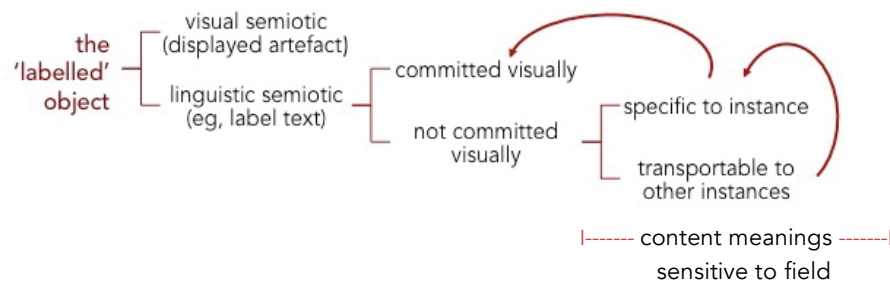 the
'labelled'
object
visual semiotic
(displayed artefact)
linguistic semiotic
(eg, label text)
committed visually
not committed
visually
specific to instance
transportable to
other instances
content meanings
sensitive to field